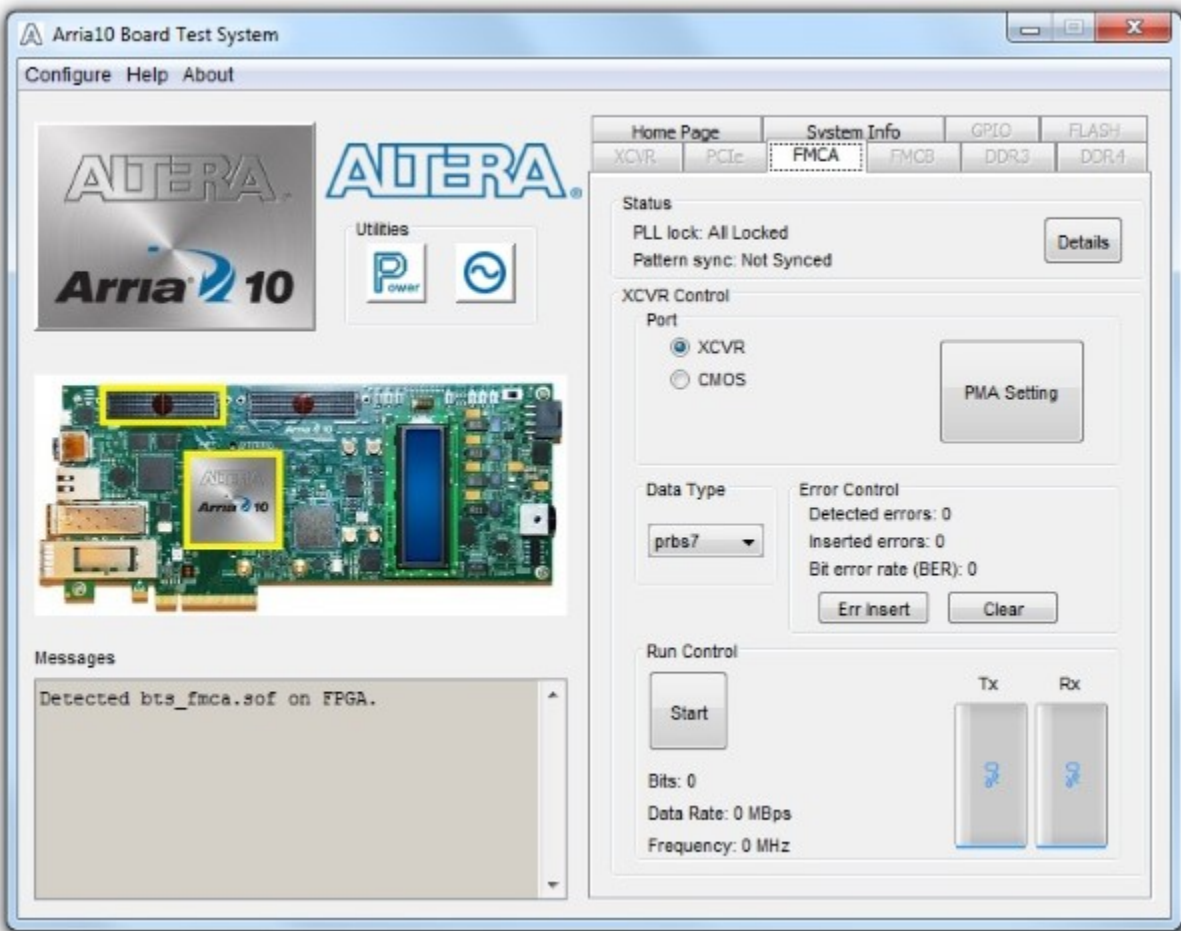 Arria10 Board Test System
Configure Help About
ALTERA
Arria 10
ALTERA®
Utilities
Power
ALTERA
Arria 10
Messages
Detected bts_fmca.sof on FPGA.
Home Page System Info GPIO FLASH
XCVR PCIe FMCA FMCB DDR3 DDR4
Status
PLL lock: All Locked
Pattern sync: Not Synced
Details
XCVR Control
Port
XCVR
CMOS
PMA Setting
Data Type
prbs7
Error Control
Detected errors: 0
Inserted errors: 0
Bit error rate (BER): 0
Err Insert Clear
Run Control
Start
Tx Rx
0% 0%
Bits: 0
Data Rate: 0 MBps
Frequency: 0 MHz